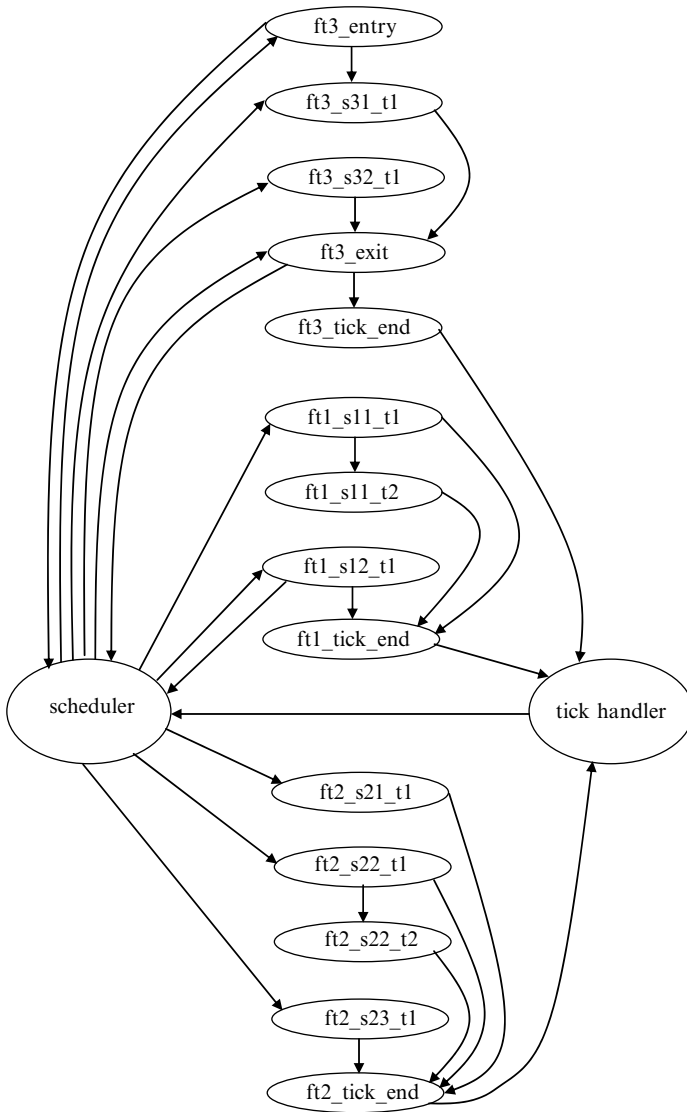 ft3_entry
ft3_s31_t1
ft3_s32_t1
ft3_exit
ft3_tick_end
ft1_s11_t1
ft1_s11_t2
ft1_s12_t1
ft1_tick_end
scheduler
tick handler
ft2_s21_t1
ft2_s22_t1
ft2_s22_t2
ft2_s23_t1
ft2_tick_end